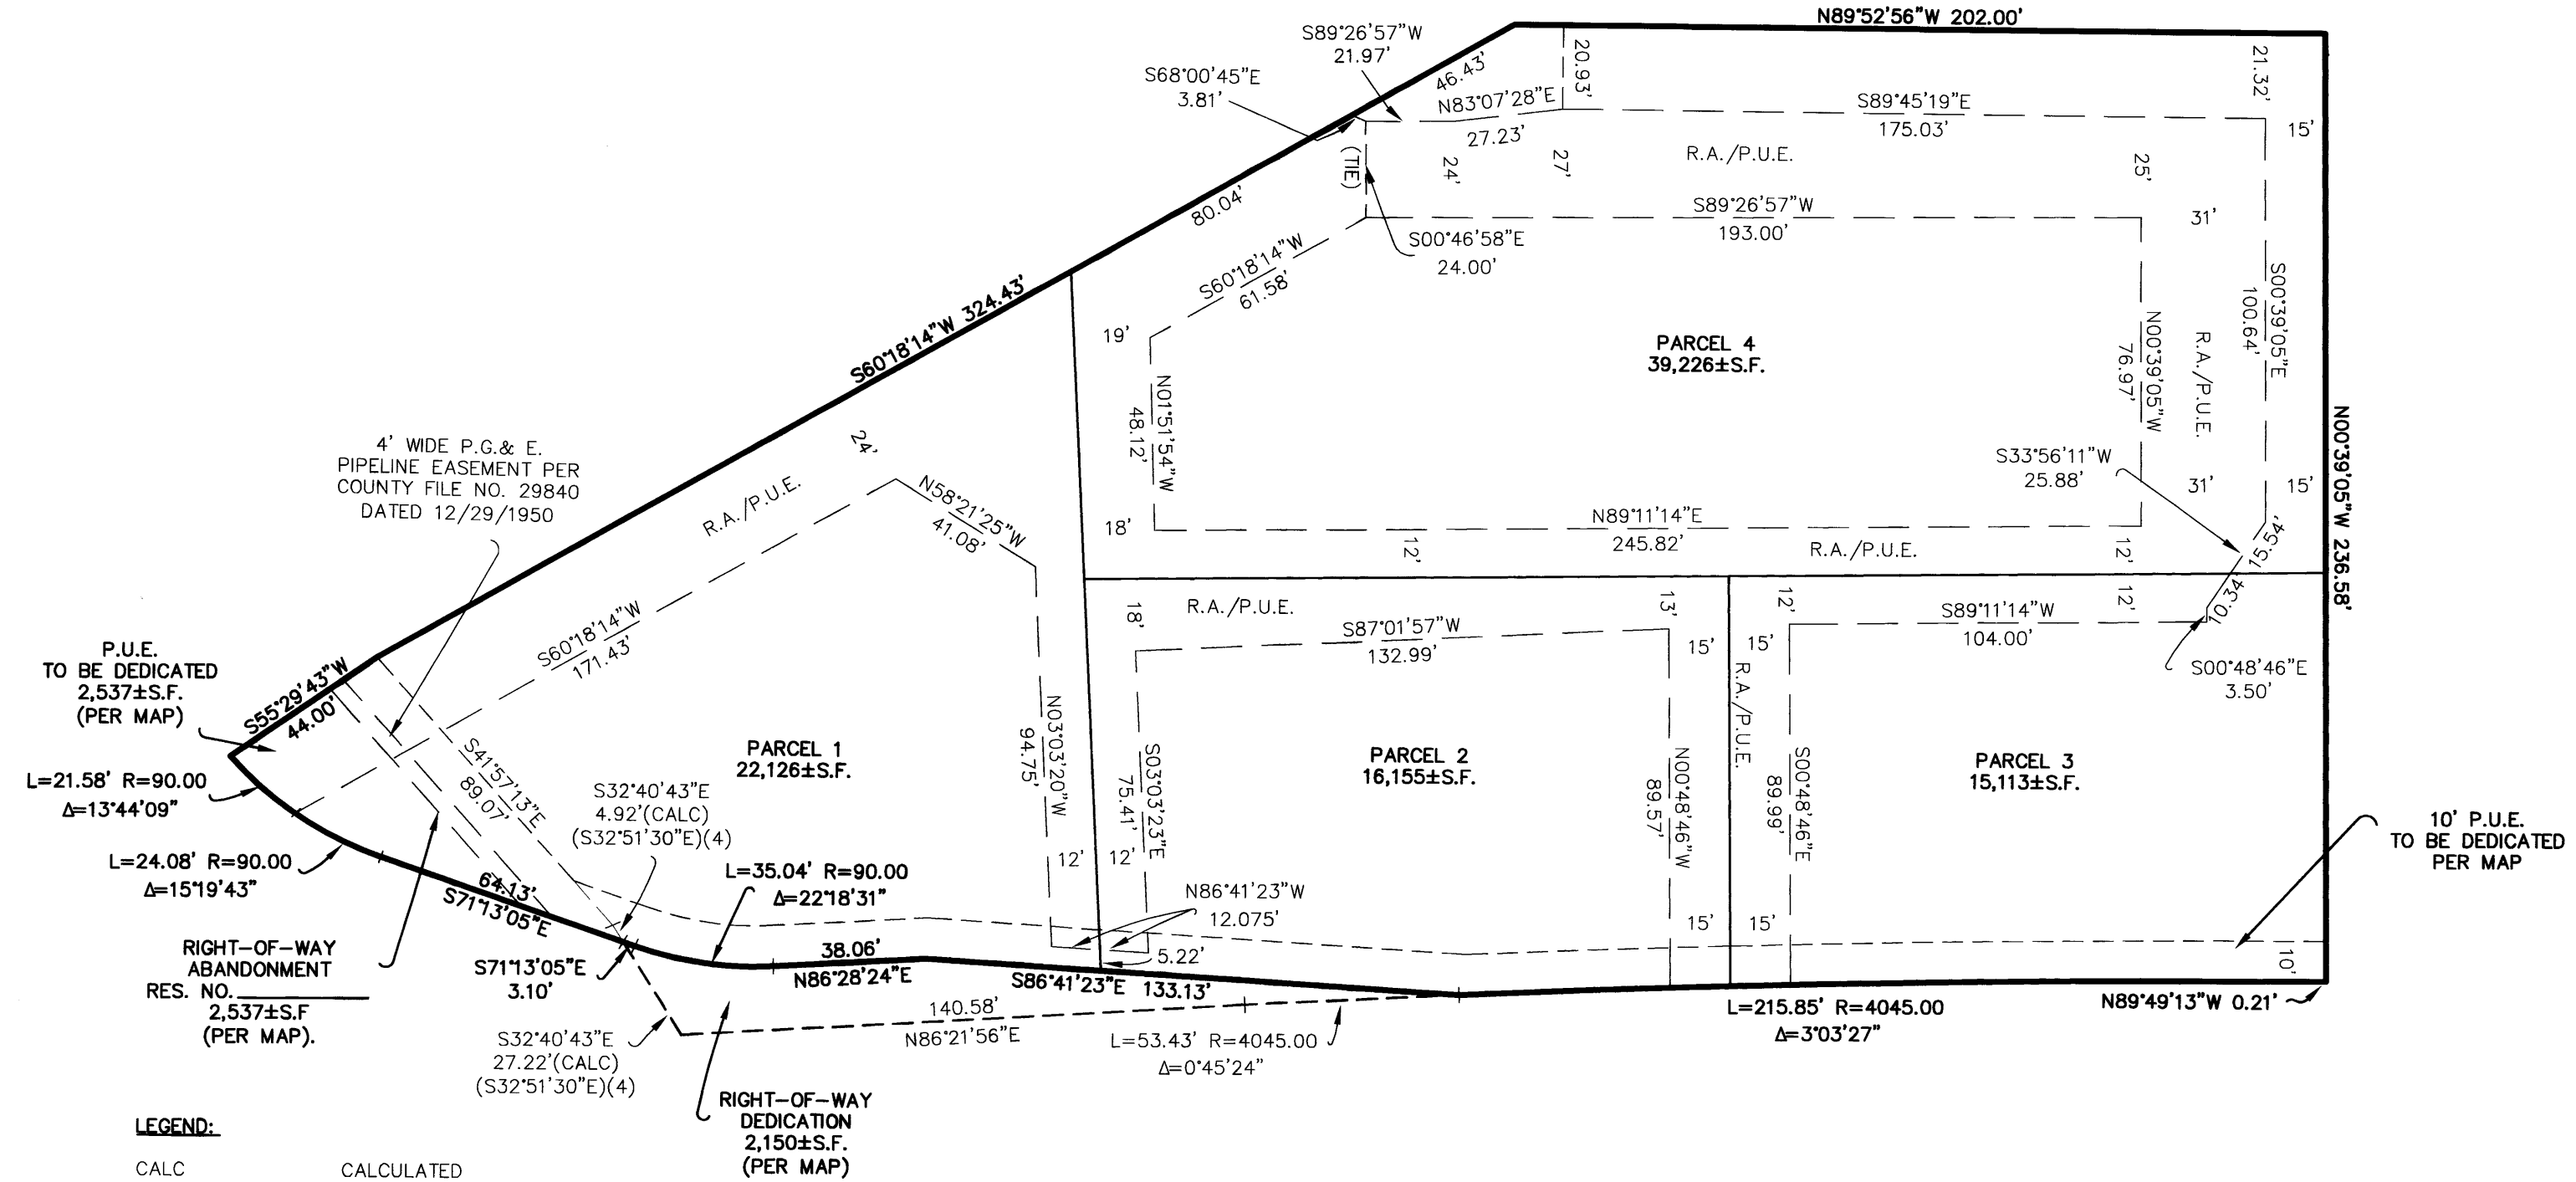 N89°52'56"W 202.00'
S89°26'57"W
21.97'
S68°00'45"E
3.81'
46.43'
N83°07'28"E
27.23'
20.93'
S89°45'19"E
175.03'
21.32'
15'
R.A./P.U.E.
(TIE)
24'
27'
25'
31'
80.04'
S89°26'57"W
193.00'
S00°46'58"E
24.00'
S60°18'14"W
61.58'
S60°18'14"W 324.43'
19'
N01°51'54"W
48.12'
18'
PARCEL 4
39,226±S.F.
N00°39'05"W
76.97'
R.A./P.U.E.
S00°39'05"E
100.64'
N00°39'05"W 236.58'
S33°56'11"W
25.88'
31'
15'
15.54'
N89°11'14"E
245.82'
12'
R.A./P.U.E.
12'
4' WIDE P.G.& E.
PIPELINE EASEMENT PER
COUNTY FILE NO. 29840
DATED 12/29/1950
24'
R.A./P.U.E.
N58°21'25"W
41.08'
S60°18'14"W
171.43'
18'
R.A./P.U.E.
S87°01'57"W
132.99'
13'
15'
12'
15'
R.A./P.U.E.
12'
S89°11'14"W
104.00'
10.34'
S00°48'46"E
3.50'
P.U.E.
TO BE DEDICATED
2,537±S.F.
(PER MAP)
S55°29'43"W
44.00'
S41°57'13"E
89.07'
PARCEL 1
22,126±S.F.
N03°03'20"W
94.75'
S03°03'23"E
75.41'
PARCEL 2
16,155±S.F.
N00°48'46"W
89.57'
S00°48'46"E
89.99'
PARCEL 3
15,113±S.F.
L=21.58' R=90.00
Δ=13°44'09"
S32°40'43"E
4.92'(CALC)
(S32°51'30"E)(4)
12'
12'
10' P.U.E.
TO BE DEDICATED
PER MAP
L=24.08' R=90.00
Δ=15°19'43"
64.13'
S71°13'05"E
L=35.04' R=90.00
Δ=22°18'31"
N86°41'23"W
12.075'
15'
15'
10'
RIGHT-OF-WAY
ABANDONMENT
RES. NO.
2,537±S.F
(PER MAP).
S71°13'05"E
3.10'
38.06'
N86°28'24"E
5.22'
S86°41'23"E 133.13'
L=215.85' R=4045.00
Δ=3°03'27"
N89°49'13"W 0.21'
140.58'
N86°21'56"E
L=53.43' R=4045.00
Δ=0°45'24"
S32°40'43"E
27.22'(CALC)
(S32°51'30"E)(4)
RIGHT-OF-WAY
DEDICATION
2,150±S.F.
(PER MAP)
LEGEND:
CALC CALCULATED